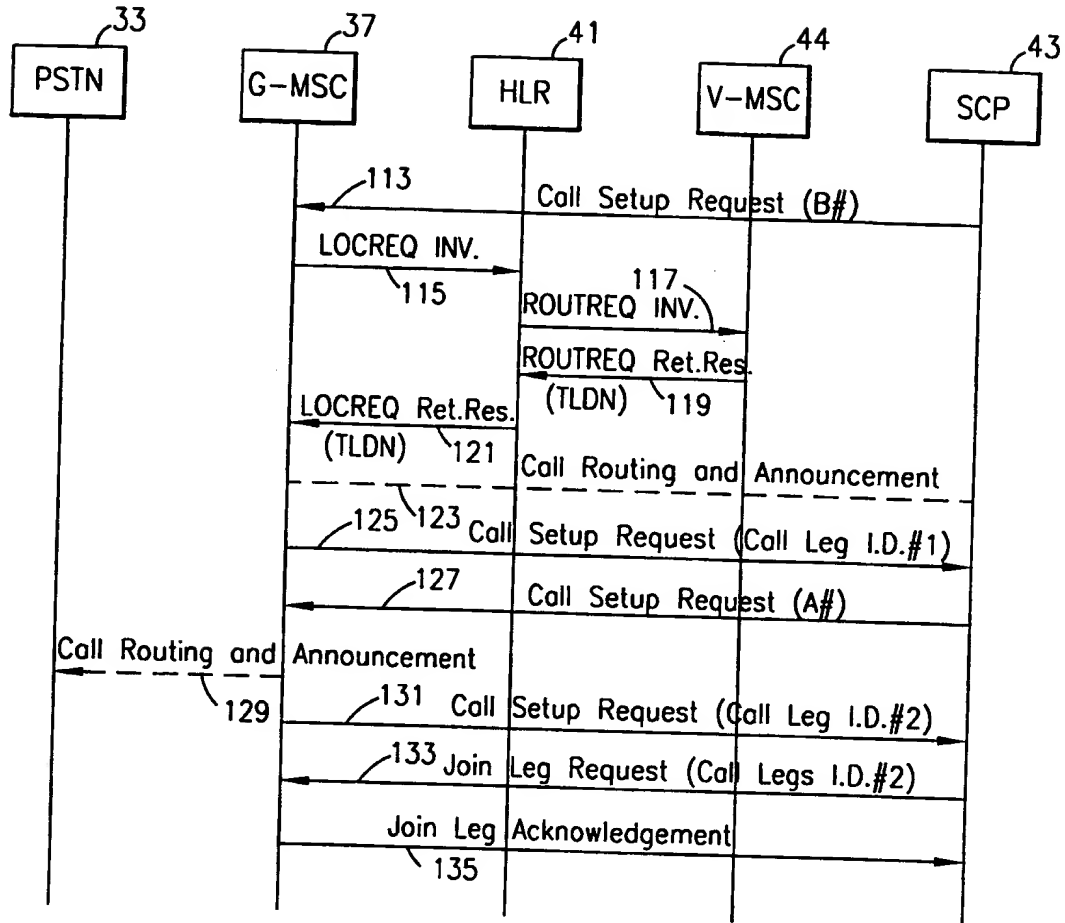 33
37
41
44
43
PSTN
G-MSC
HLR
V-MSC
SCP
113
Call Setup Request (B#)
LOCREQ INV.
115
117
ROUTREQ INV.
ROUTREQ Ret.Res.
(TLDN)
119
LOCREQ Ret.Res.
(TLDN)
121
Call Routing and Announcement
123
125
Call Setup Request (Call Leg I.D.#1)
127
Call Setup Request (A#)
Call Routing and Announcement
129
131
Call Setup Request (Call Leg I.D.#2)
133
Join Leg Request (Call Legs I.D.#2)
Join Leg Acknowledgement
135